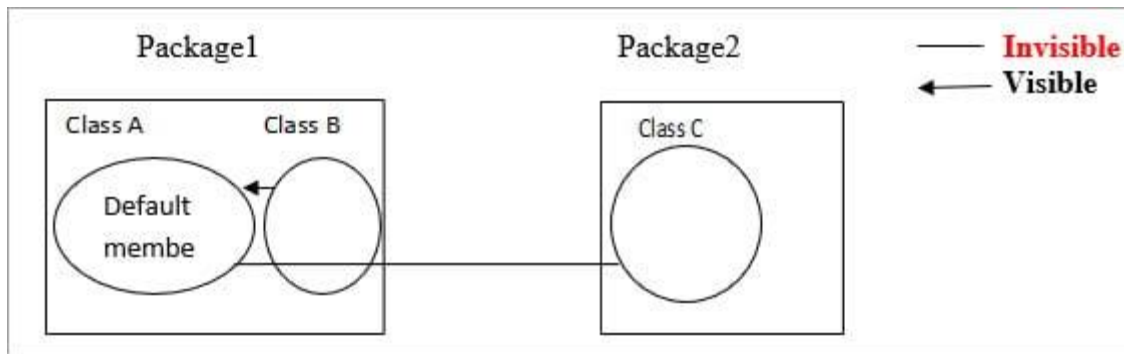 Package1
Package2
Invisible
Visible
Class A
Class B
Class C
Default
membe